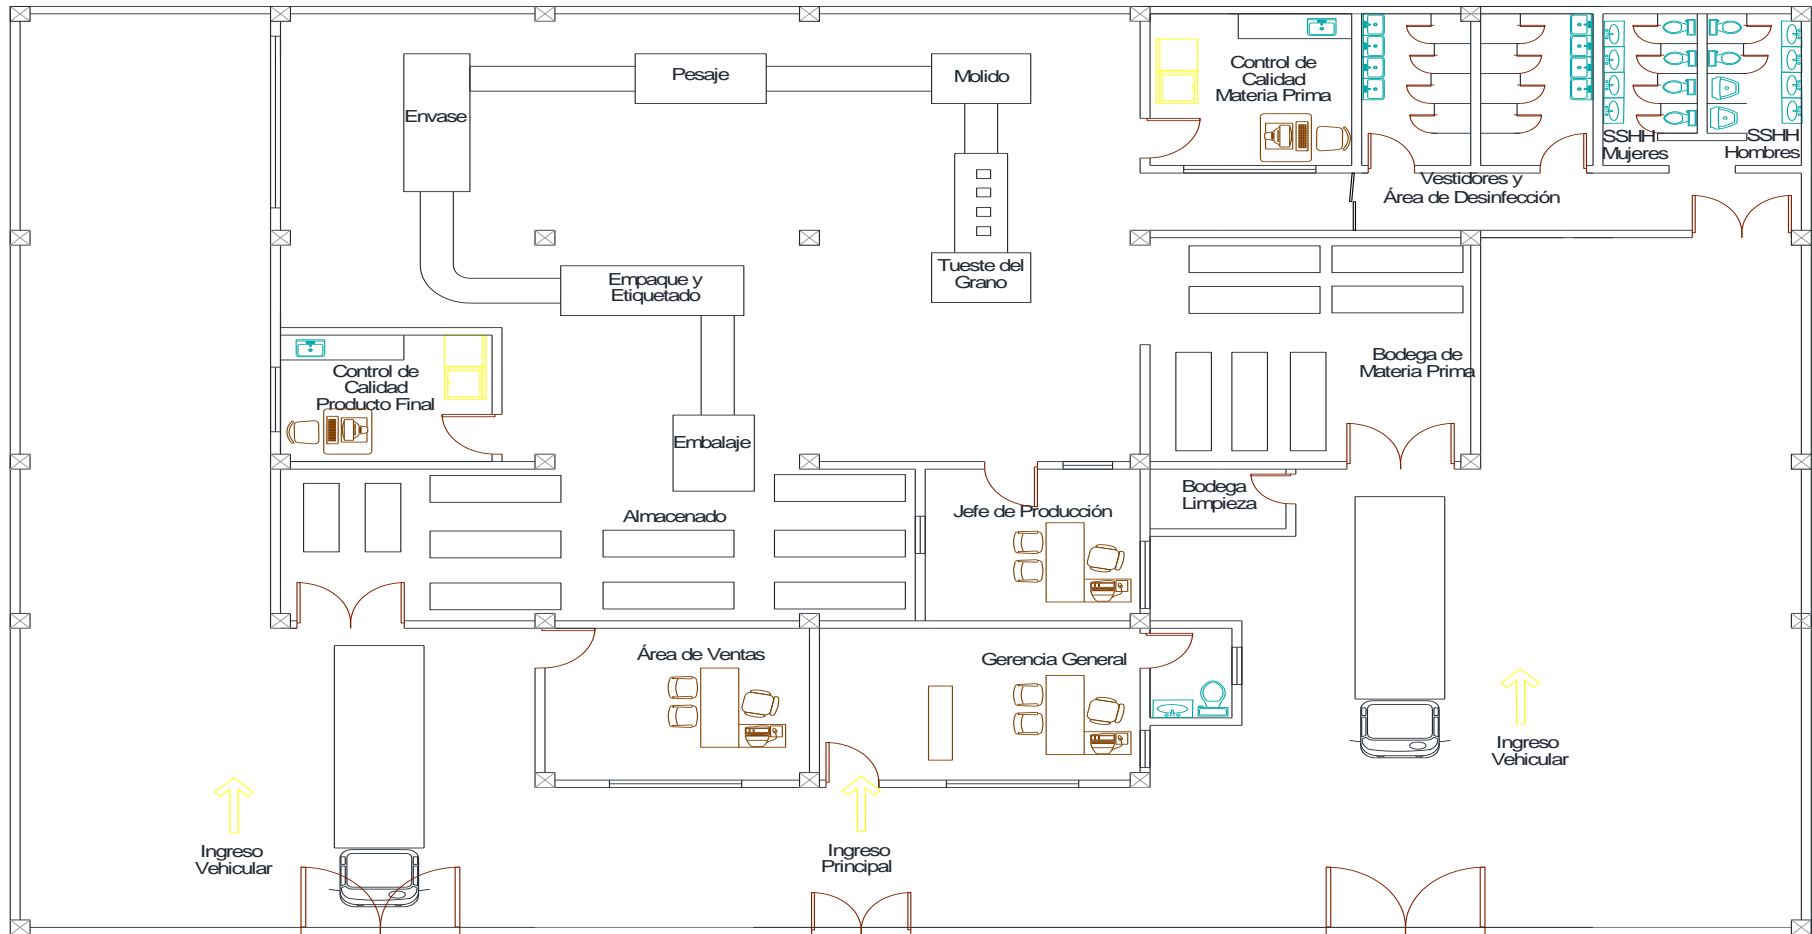 Envase
Pesaje
Molido
Control de
Calidad
Materia Prima
SSHH
Mujeres
SSHH
Hombres
Vestidores y
Área de Desinfección
Tueste del
Grano
Empaque y
Etiquetado
Control de
Calidad
Producto Final
Bodega de
Materia Prima
Embalaje
Almacenado
Jefe de Producción
Bodega
Limpieza
Área de Ventas
Gerencia General
Ingreso
Vehicular
Ingreso
Vehicular
Ingreso
Principal